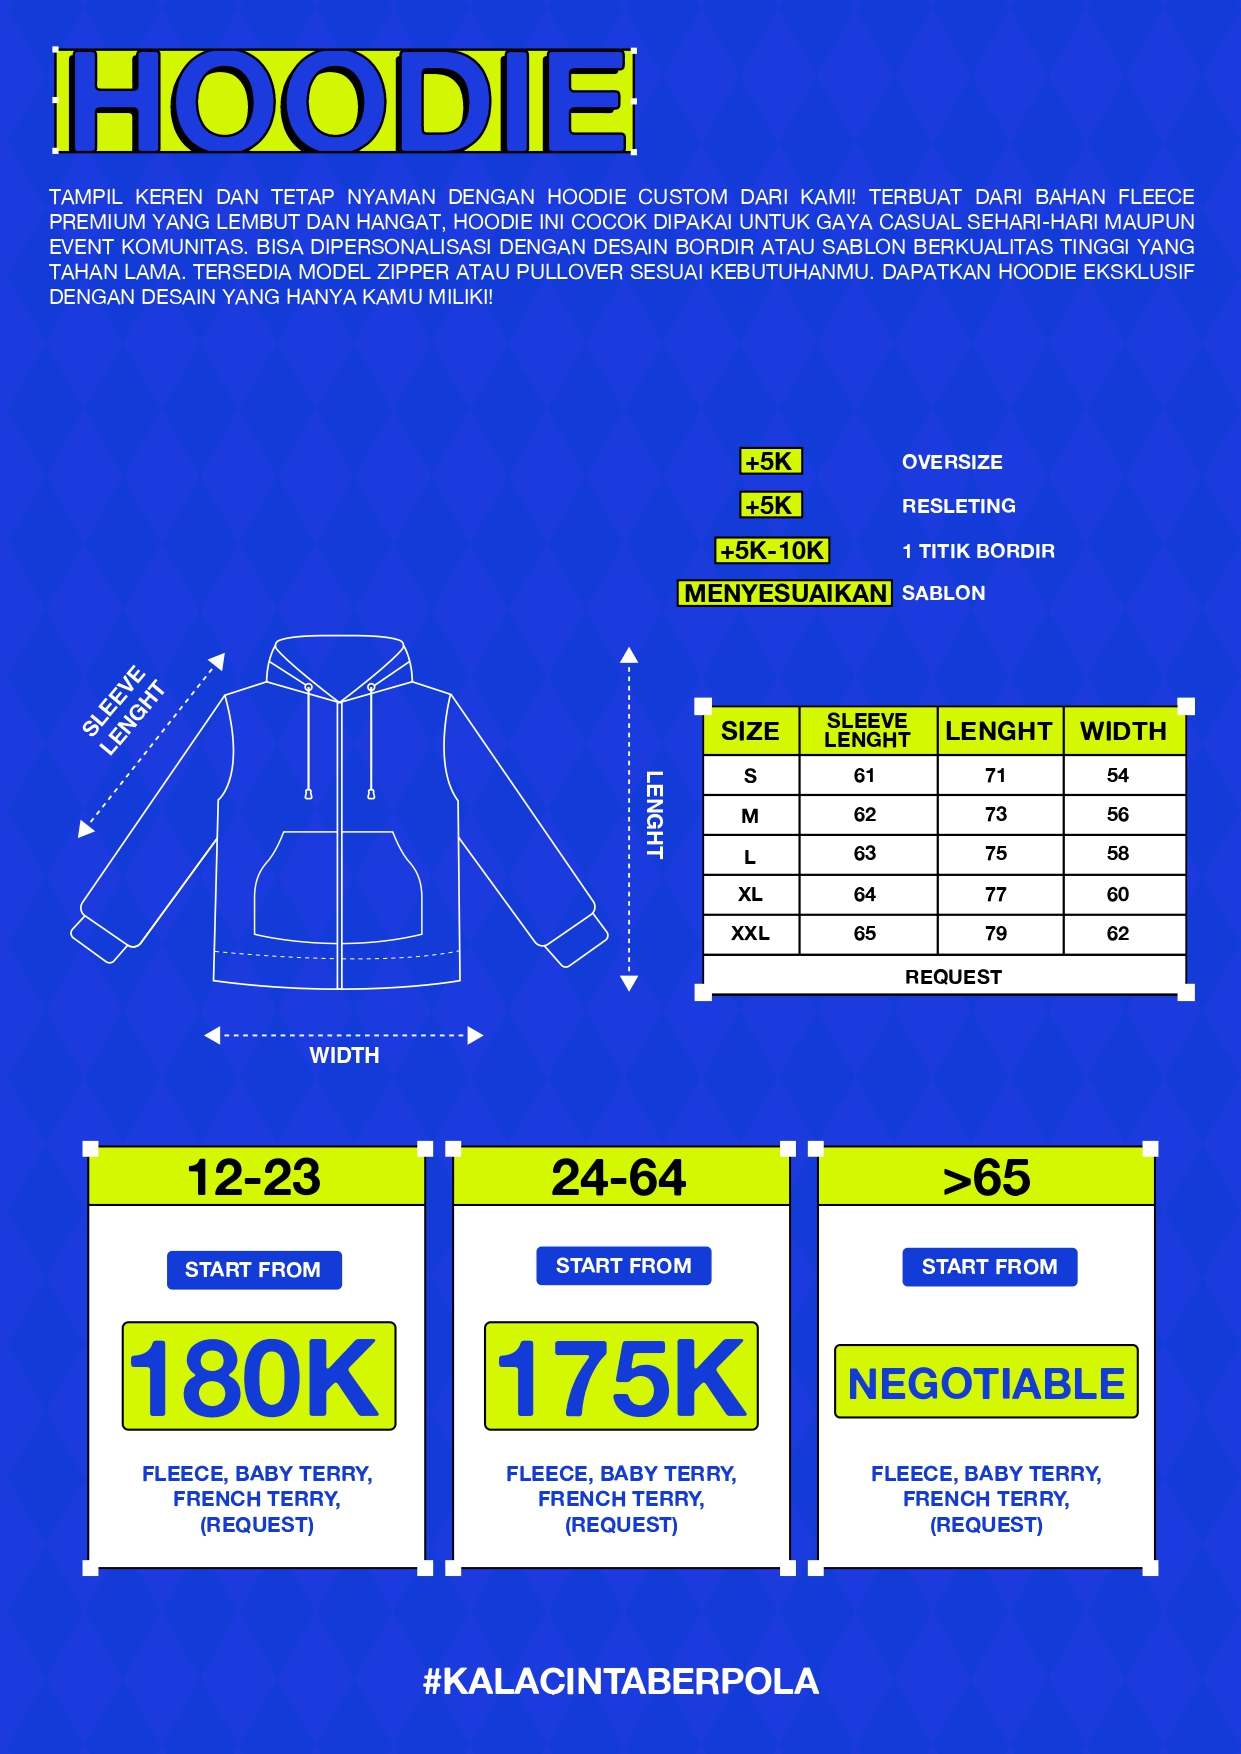 HOODIE
TAMPIL KEREN DAN TETAP NYAMAN DENGAN HOODIE CUSTOM DARI KAMI! TERBUAT DARI BAHAN FLEECE
PREMIUM YANG LEMBUT DAN HANGAT, HOODIE INI COCOK DIPAKAI UNTUK GAYA CASUAL SEHARI-HARI MAUPUN
EVENT KOMUNITAS. BISA DIPERSONALISASI DENGAN DESAIN BORDIR ATAU SABLON BERKUALITAS TINGGI YANG
TAHAN LAMA. TERSEDIA MODEL ZIPPER ATAU PULLOVER SESUAI KEBUTUHANMU. DAPATKAN HOODIE EKSKLUSIF
DENGAN DESAIN YANG HANYA KAMU MILIKI!
+5K OVERSIZE
+5K RESLETING
+5K-10K 1 TITIK BORDIR
MENYESUAIKAN SABLON
SLEEVE
LENGHT
LENGHT
WIDTH
SIZE SLEEVE LENGHT LENGHT WIDTH
S 61 71 54
M 62 73 56
L 63 75 58
XL 64 77 60
XXL 65 79 62
REQUEST
12-23
START FROM
180K
FLEECE, BABY TERRY,
FRENCH TERRY,
(REQUEST)
24-64
START FROM
175K
FLEECE, BABY TERRY,
FRENCH TERRY,
(REQUEST)
>65
START FROM
NEGOTIABLE
FLEECE, BABY TERRY,
FRENCH TERRY,
(REQUEST)
#KALACINTABERPOLA